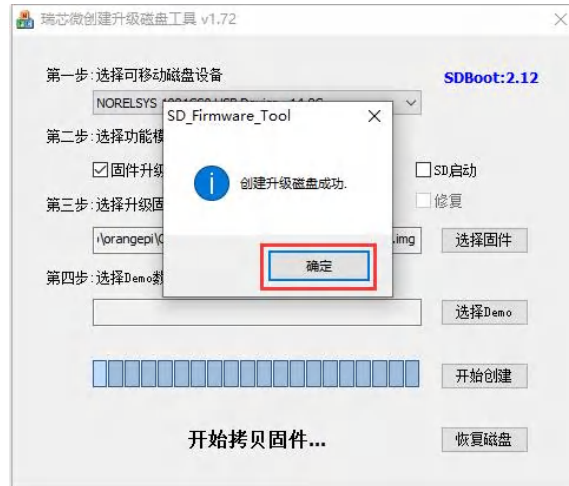 瑞芯微创建升级磁盘工具 v1.72
第一步:选择可移动磁盘设备
SDBoot:2.12
NORELSYS
SD_Firmware_Tool
第二步:选择功能模
固件升级
SD启动
创建升级磁盘成功.
修复
第三步:选择升级固
\orangepi\
.img
选择固件
确定
第四步:选择Demo数
选择Demo
开始创建
开始拷贝固件...
恢复磁盘